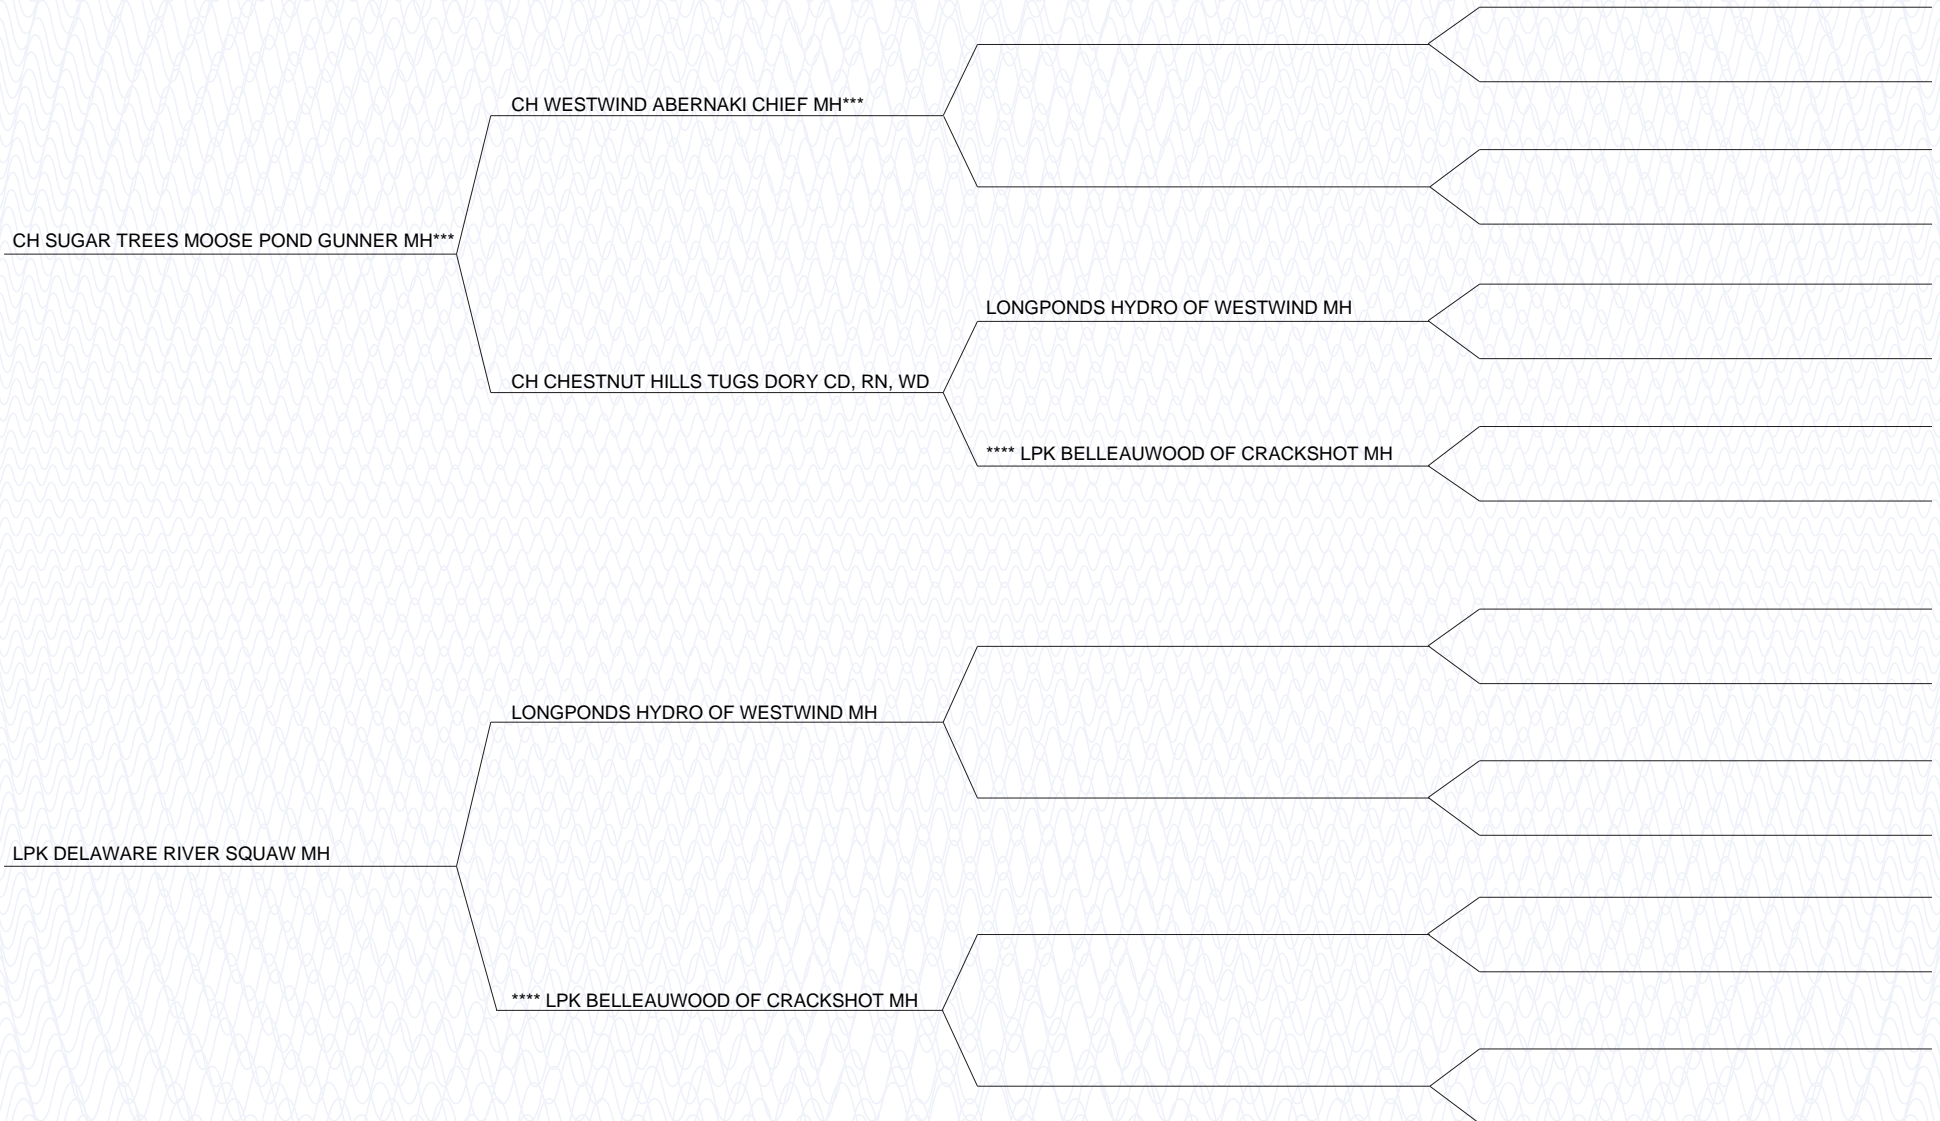 CH WESTWIND ABERNAKI CHIEF MH***
CH SUGAR TREES MOOSE POND GUNNER MH***
LONGPONDS HYDRO OF WESTWIND MH
CH CHESTNUT HILLS TUGS DORY CD, RN, WD
**** LPK BELLEAUWOOD OF CRACKSHOT MH
LONGPONDS HYDRO OF WESTWIND MH
LPK DELAWARE RIVER SQUAW MH
**** LPK BELLEAUWOOD OF CRACKSHOT MH